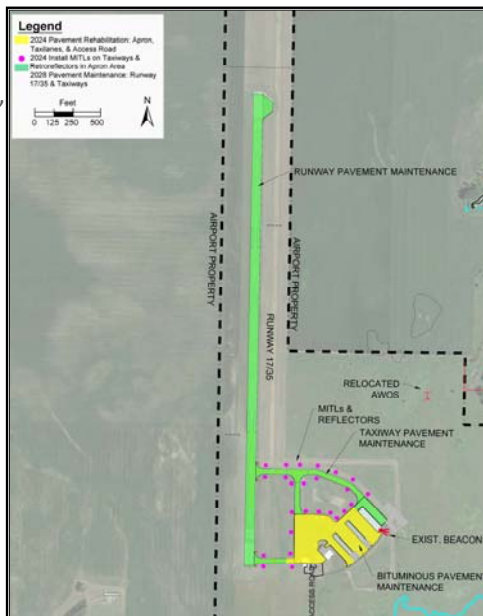 Legend
2024 Pavement Rehabilitation: Apron,
Taxilanes, & Access Road
2024 Install MITLs on Taxiways &
Retroreflectors in Apron Area
2028 Pavement Maintenance: Runway
17/35 & Taxiways
Feet
0 125 250 500
N
RUNWAY PAVEMENT MAINTENANCE
AIRPORT PROPERTY
AIRPORT PROPERTY
RUNWAY 17/35
RELOCATED
AWOS
MITLs &
REFLECTORS
TAXIWAY PAVEMENT
MAINTENANCE
EXIST. BEACON
BITUMINOUS PAVEMENT
MAINTENANCE
ACCESS ROAD